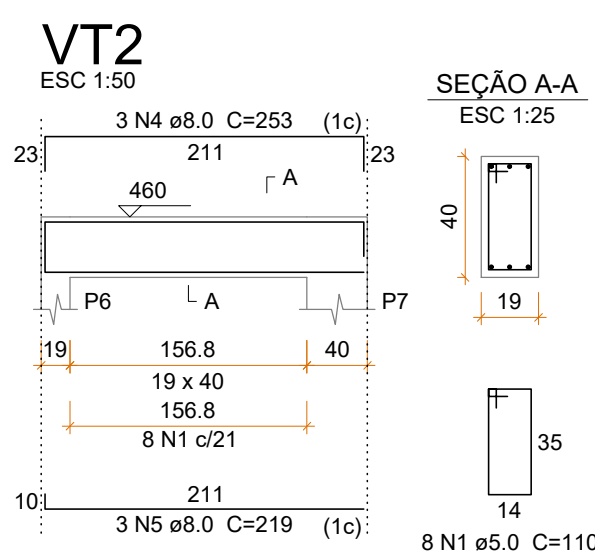 VT2
ESC 1:50
3 N4 ø8.0 C=253 (1c)
23 211 23
A
460
P6 A P7
19 156.8 40
19 x 40
156.8
8 N1 c/21
10 211
3 N5 ø8.0 C=219 (1c)
SEÇÃO A-A
ESC 1:25
40
19
35
14
8 N1 ø5.0 C=110